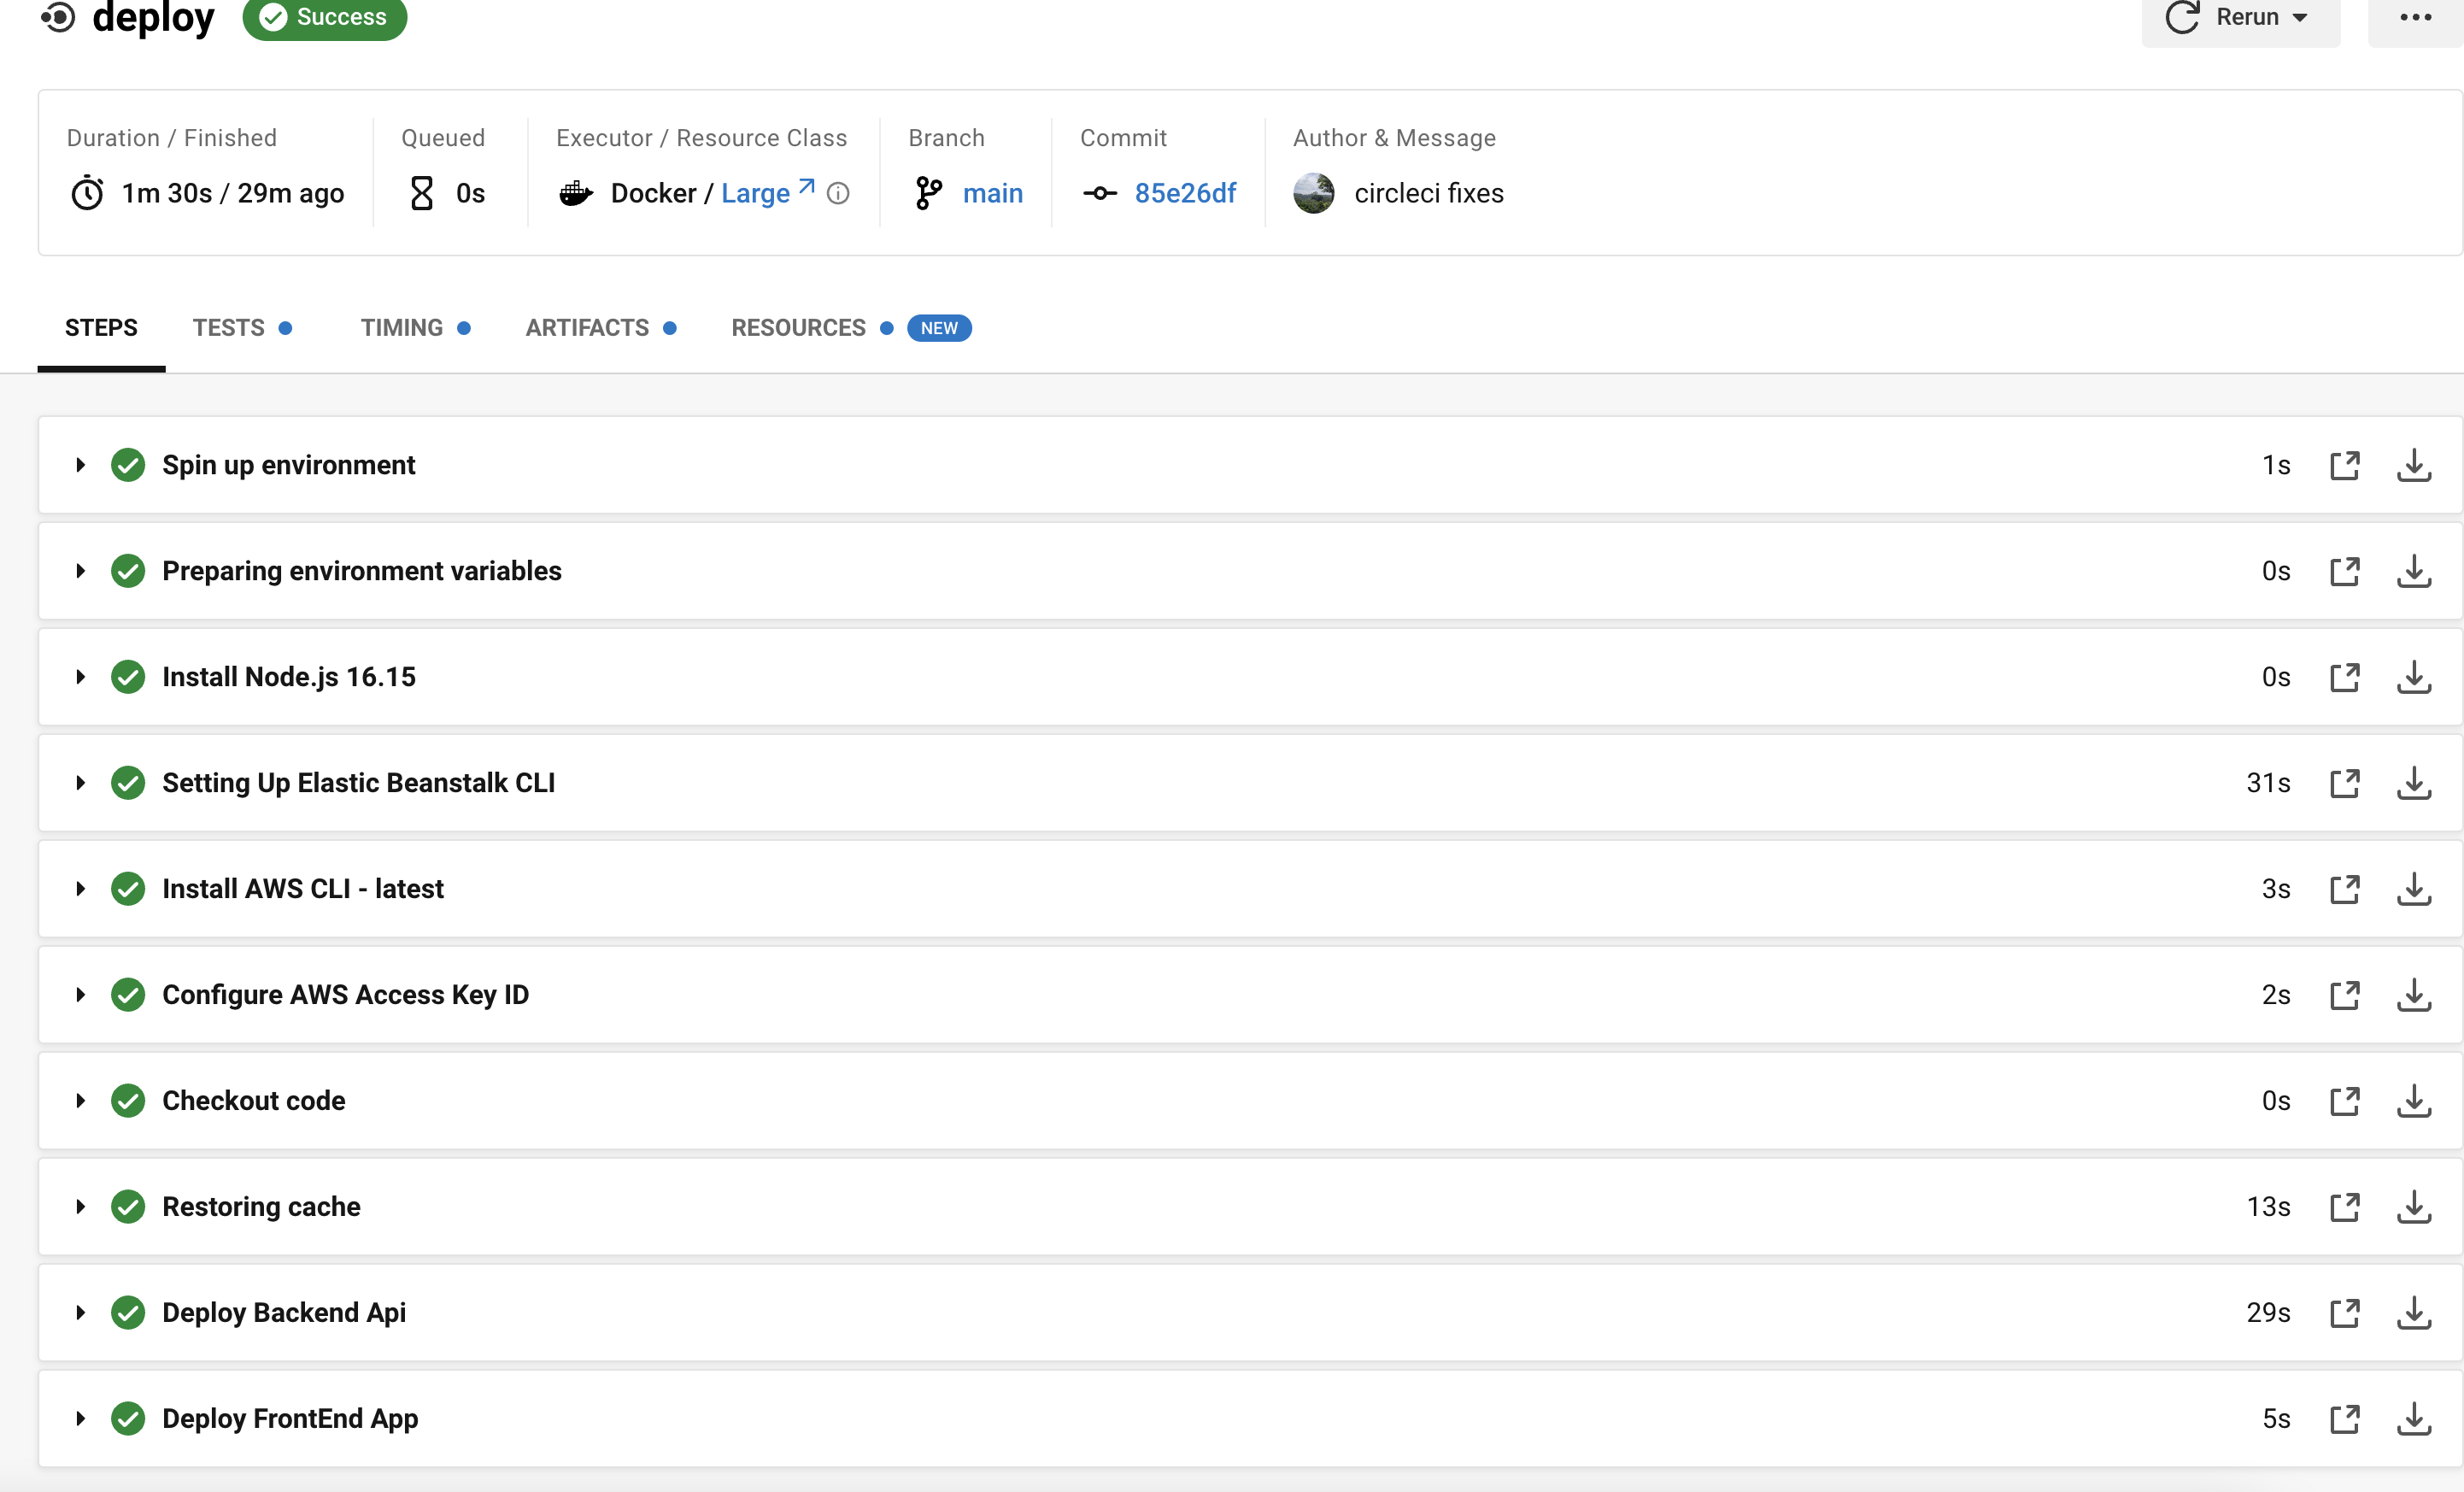 deploy Success Rerun
Duration / Finished Queued Executor / Resource Class Branch Commit Author & Message
1m 30s / 29m ago 0s Docker / Large main 85e26df circleci fixes
STEPS TESTS TIMING ARTIFACTS RESOURCES NEW
Spin up environment 1s
Preparing environment variables 0s
Install Node.js 16.15 0s
Setting Up Elastic Beanstalk CLI 31s
Install AWS CLI - latest 3s
Configure AWS Access Key ID 2s
Checkout code 0s
Restoring cache 13s
Deploy Backend Api 29s
Deploy FrontEnd App 5s